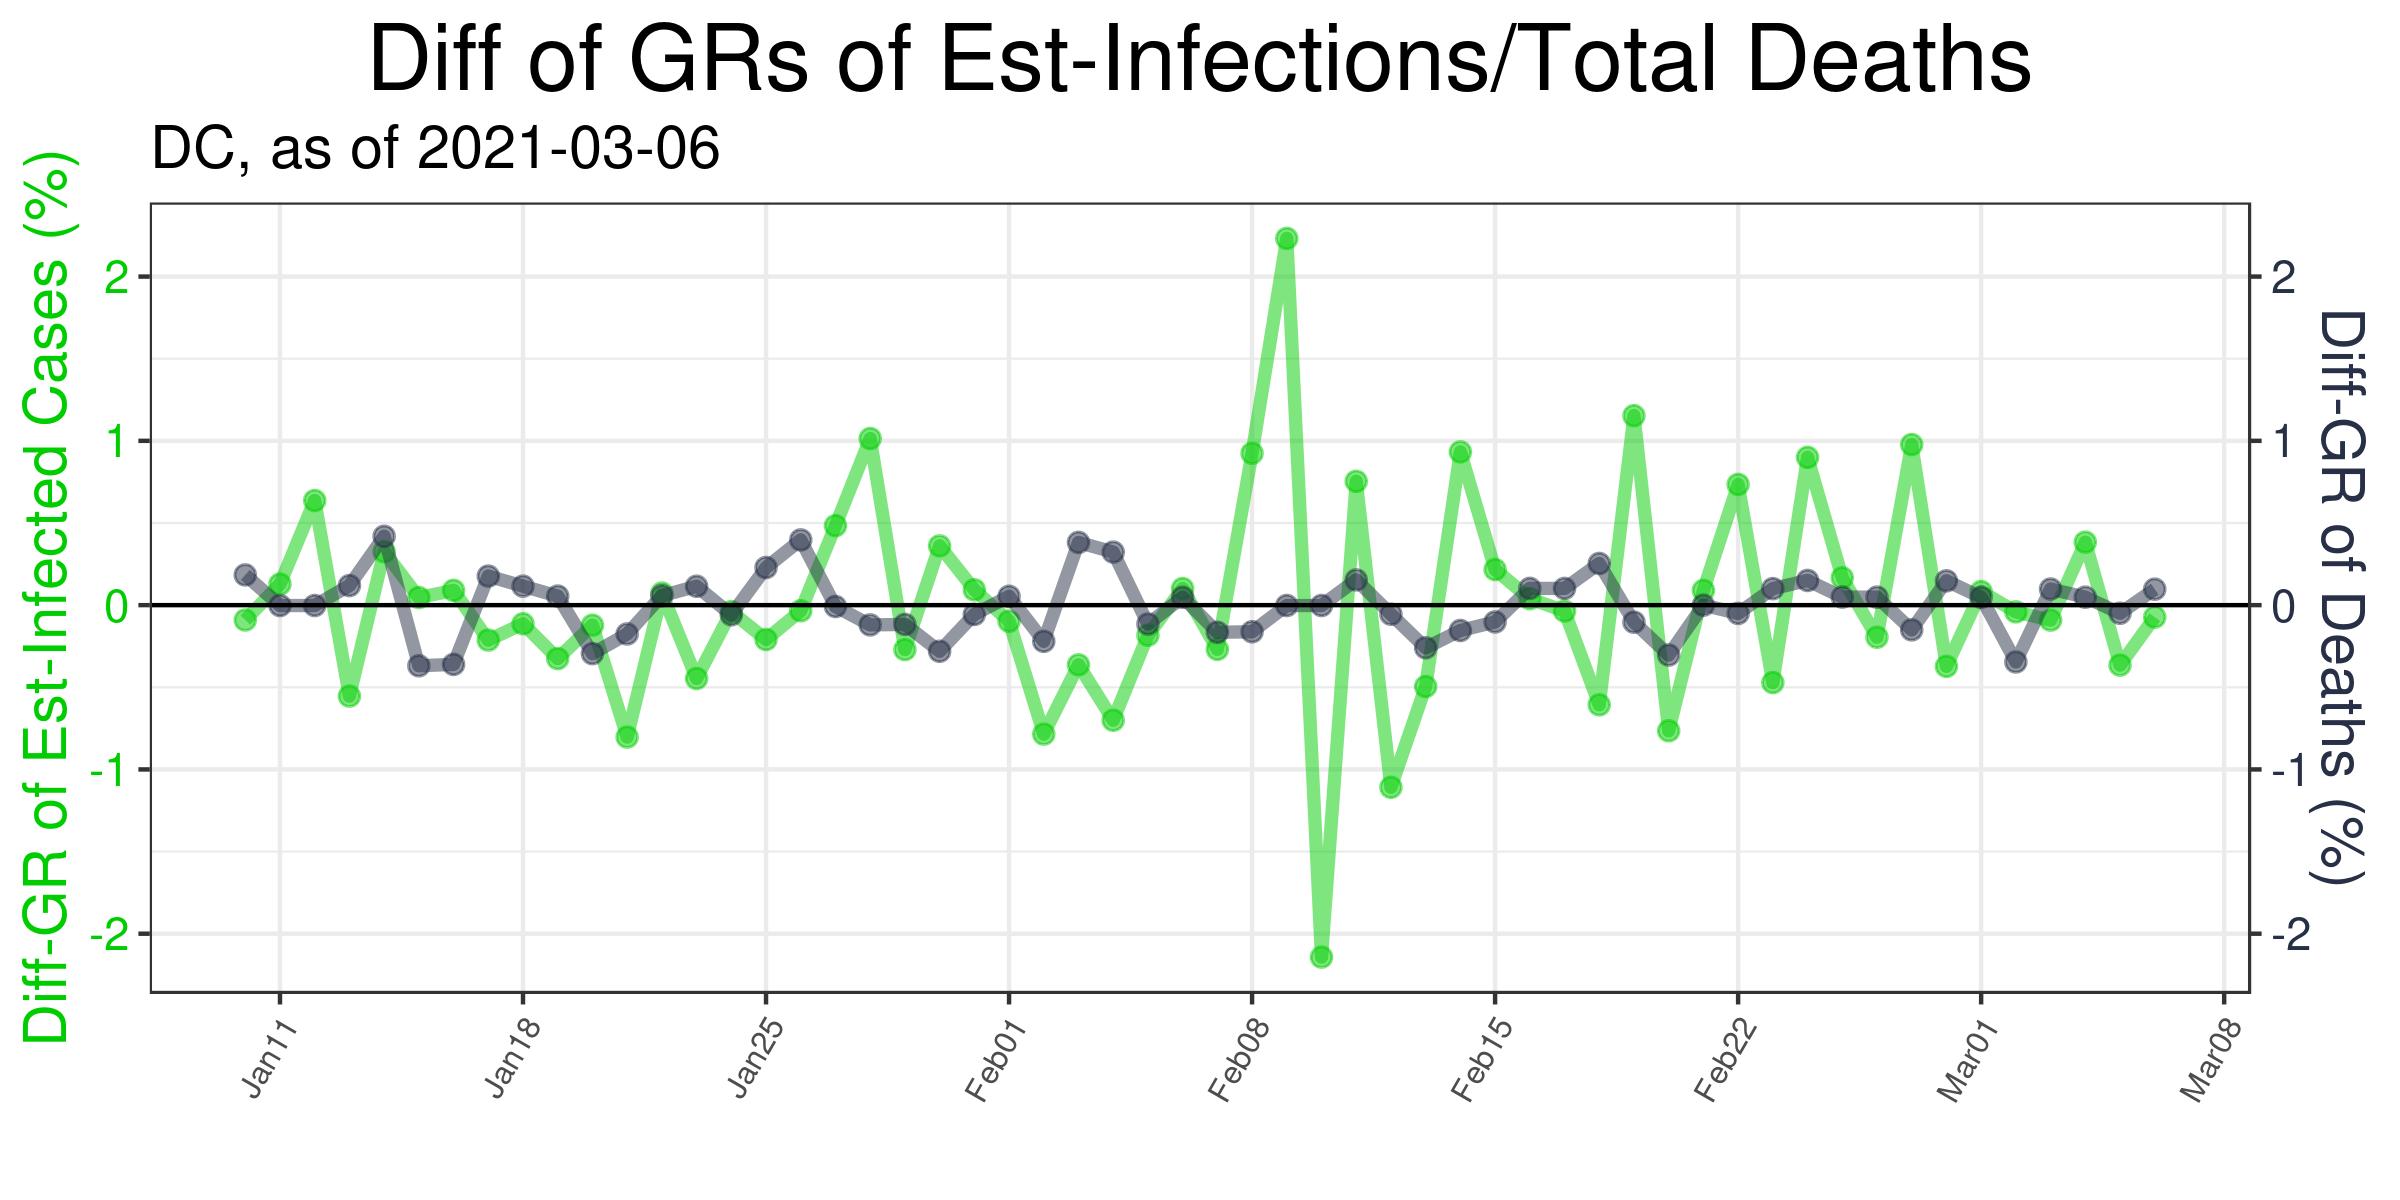 Diff of GRs of Est-Infections/Total Deaths
DC, as of 2021-03-06
Diff-GR of Est-Infected Cases (%)
2
1
0
-1
-2
2
1
0
-1
-2
Diff-GR of Deaths (%)
Jan11
Jan18
Jan25
Feb01
Feb08
Feb15
Feb22
Mar01
Mar08